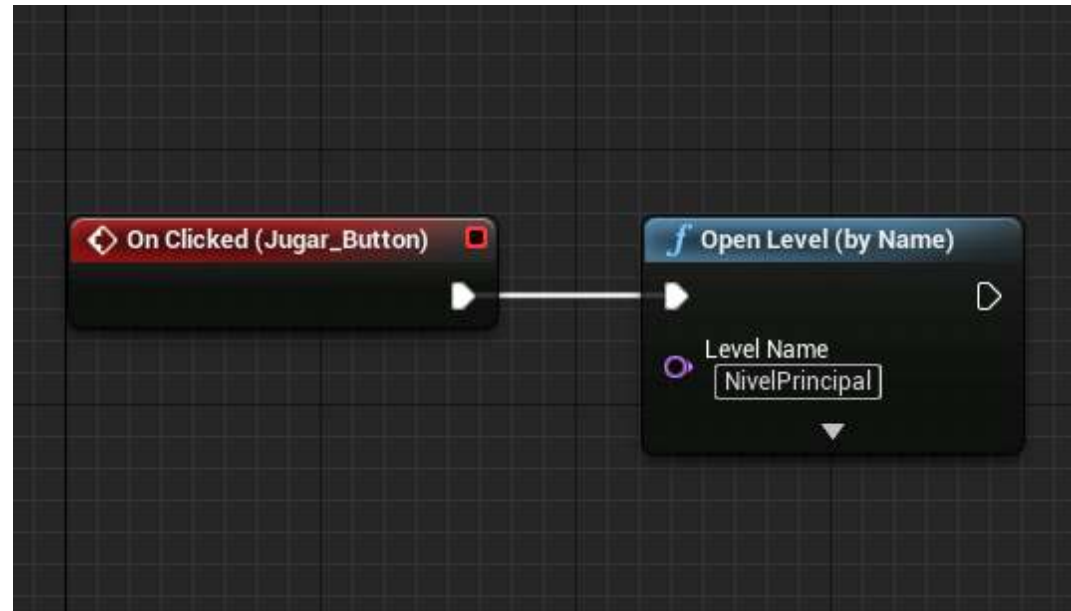 On Clicked (Jugar_Button)
f Open Level (by Name)
Level Name
NivelPrincipal